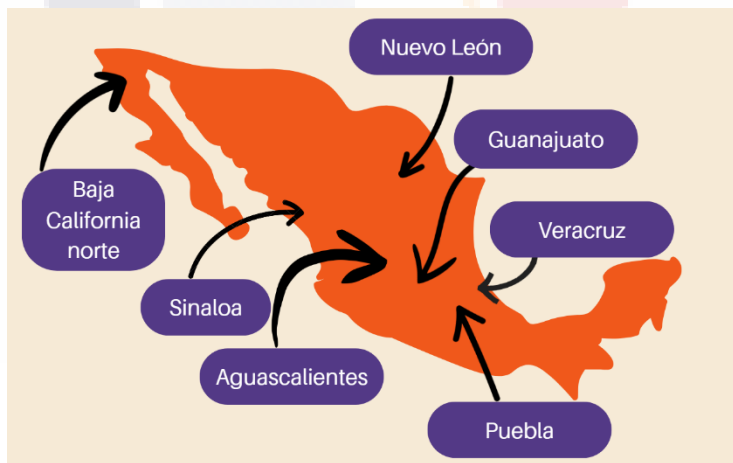 Nuevo León
Guanajuato
Baja
California
norte
Veracruz
Sinaloa
Aguascalientes
Puebla